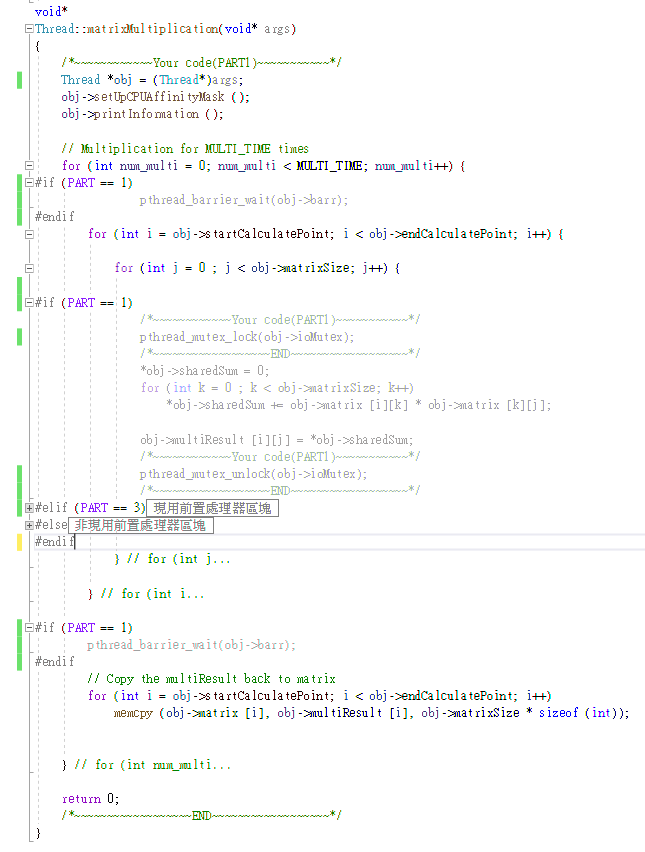 void*
Thread::matrixMultiplication(void* args)
{
/*~~~~~~~~~~~~Your code(PART1)~~~~~~~~~~~*/
Thread *obj = (Thread*)args;
obj->setUpCPUAffinityMask ();
obj->printInformation ();
// Multiplication for MULTI_TIME times
for (int num_multi = 0; num_multi < MULTI_TIME; num_multi++) {
#if (PART == 1)
pthread_barrier_wait(obj->barr);
#endif
for (int i = obj->startCalculatePoint; i < obj->endCalculatePoint; i++) {
for (int j = 0 ; j < obj->matrixSize; j++) {
#if (PART == 1)
/*~~~~~~~~~~~~Your code(PART1)~~~~~~~~~~~*/
pthread_mutex_lock(obj->ioMutex);
/*~~~~~~~~~~~~~~~~~~END~~~~~~~~~~~~~~~~~~*/
*obj->sharedSum = 0;
for (int k = 0 ; k < obj->matrixSize; k++)
*obj->sharedSum += obj->matrix [i][k] * obj->matrix [k][j];
obj->multiResult [i][j] = *obj->sharedSum;
/*~~~~~~~~~~~~Your code(PART1)~~~~~~~~~~~*/
pthread_mutex_unlock(obj->ioMutex);
/*~~~~~~~~~~~~~~~~~~END~~~~~~~~~~~~~~~~~~*/
#elif (PART == 3) 現用前置處理器區塊
#else 非現用前置處理器區塊
#endif
} // for (int j...
} // for (int i...
#if (PART == 1)
pthread_barrier_wait(obj->barr);
#endif
// Copy the multiResult back to matrix
for (int i = obj->startCalculatePoint; i < obj->endCalculatePoint; i++)
memcpy (obj->matrix [i], obj->multiResult [i], obj->matrixSize * sizeof (int));
} // for (int num_multi...
return 0;
/*~~~~~~~~~~~~~~~~~~END~~~~~~~~~~~~~~~~~~*/
}